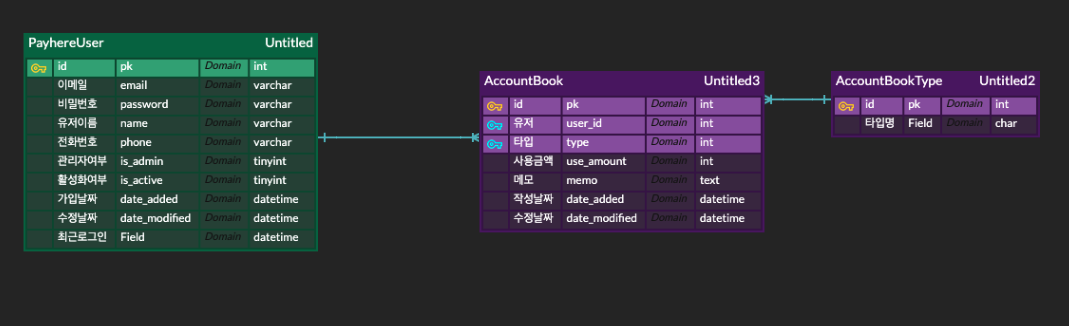 PayhereUser Untitled
id pk Domain int
이메일 email Domain varchar
비밀번호 password Domain varchar
유저이름 name Domain varchar
전화번호 phone Domain varchar
관리자여부 is_admin Domain tinyint
활성화여부 is_active Domain tinyint
가입날짜 date_added Domain datetime
수정날짜 date_modified Domain datetime
최근로그인 Field Domain datetime
AccountBook Untitled3
id pk Domain int
유저 user_id Domain int
타입 type Domain int
사용금액 use_amount Domain int
메모 memo Domain text
작성날짜 date_added Domain datetime
수정날짜 date_modified Domain datetime
AccountBookType Untitled2
id pk Domain int
타입명 Field Domain char